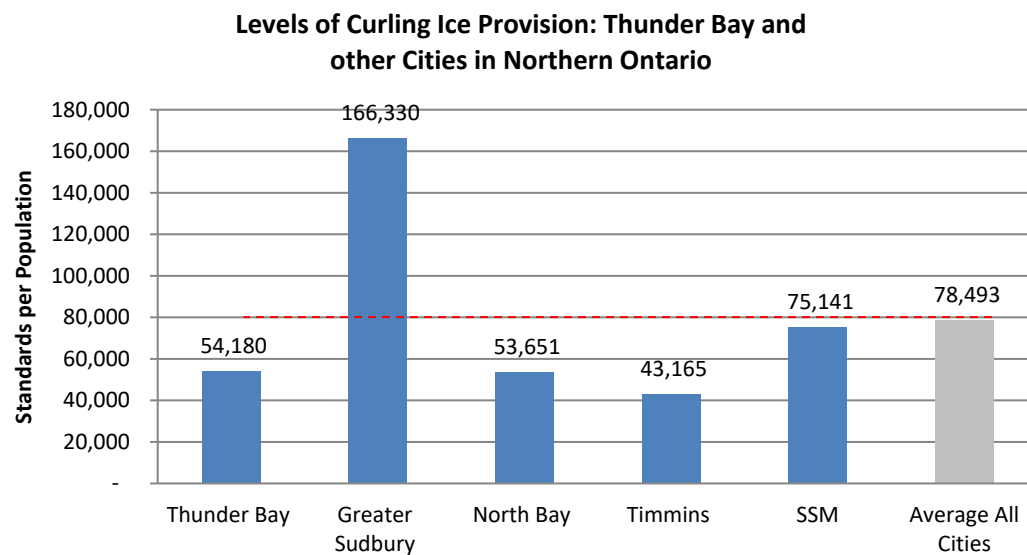 Levels of Curling Ice Provision: Thunder Bay and
other Cities in Northern Ontario
Standards per Population
180,000
160,000
140,000
120,000
100,000
80,000
60,000
40,000
20,000
-
54,180
166,330
53,651
43,165
75,141
78,493
Thunder Bay
Greater
Sudbury
North Bay
Timmins
SSM
Average All
Cities